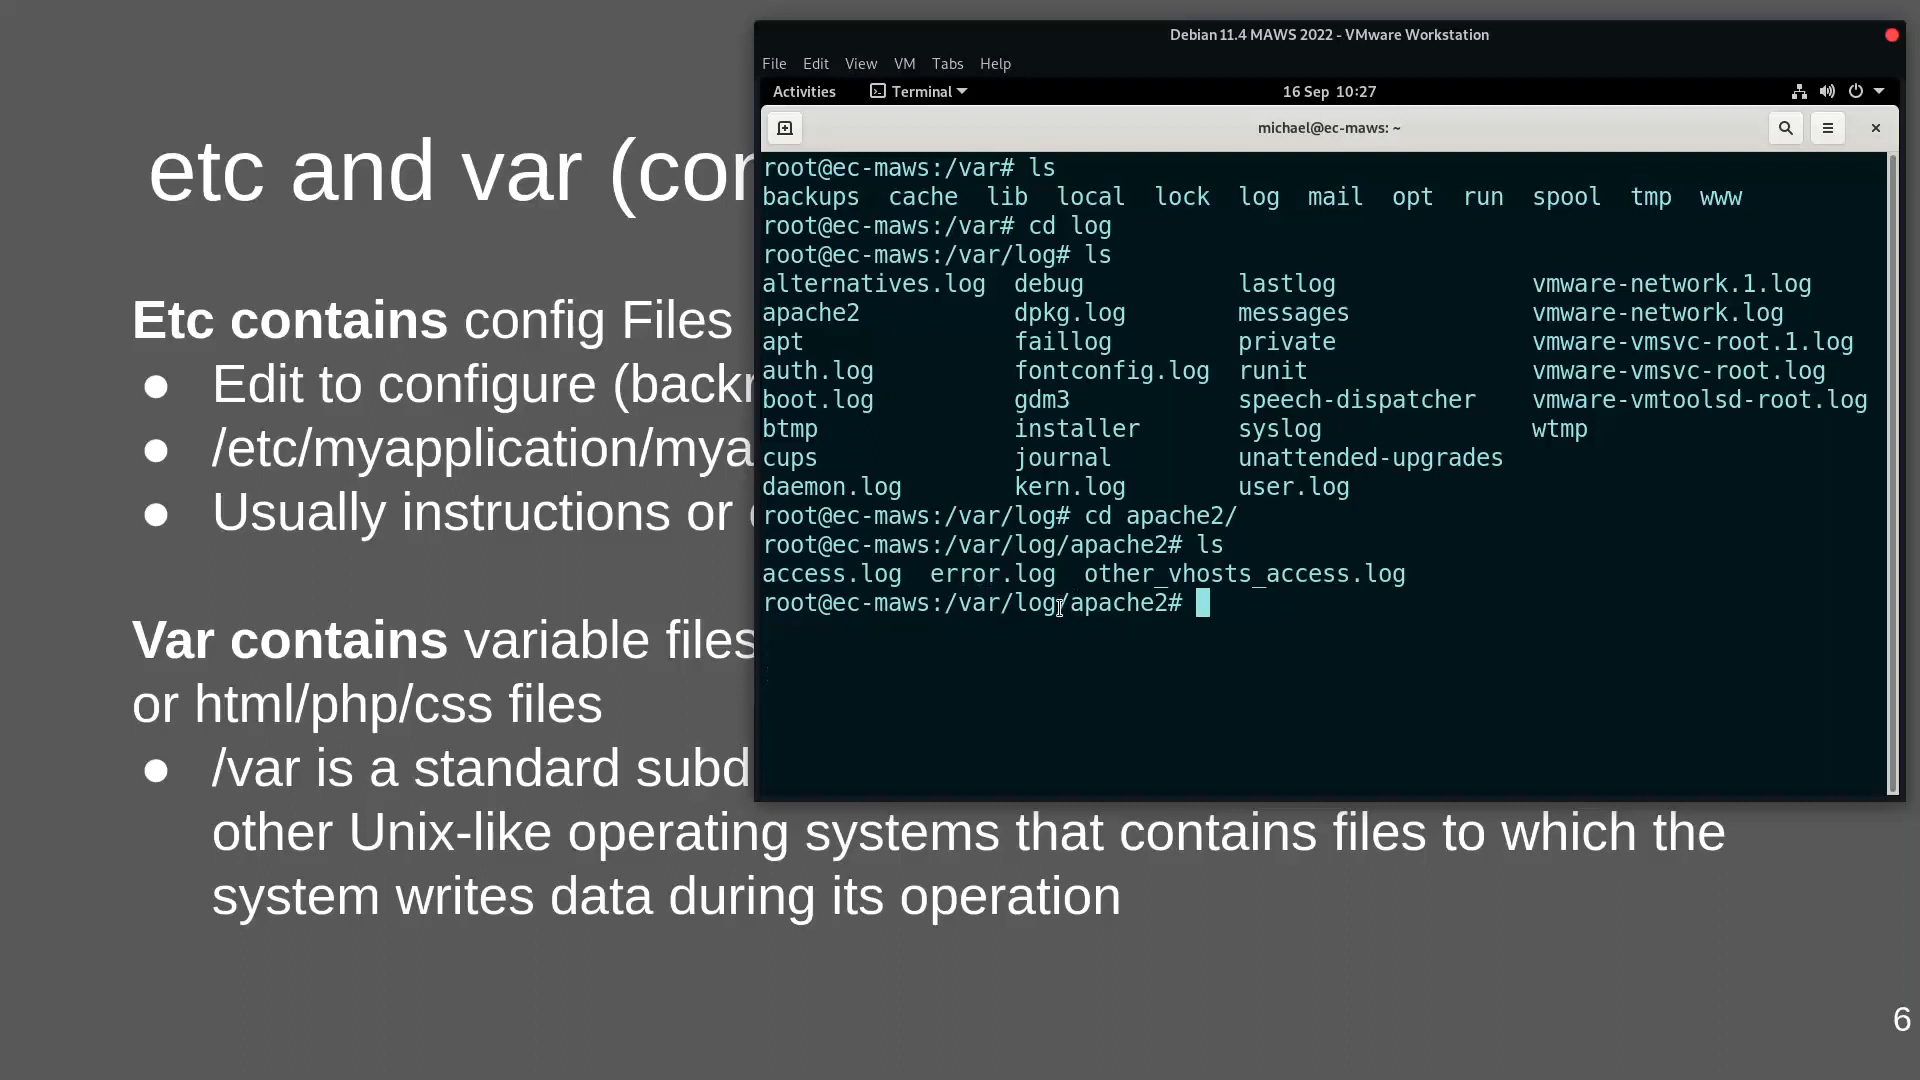 etc and var (con
Etc contains config Files
● Edit to configure (back
● /etc/myapplication/mya
● Usually instructions or
Var contains variable files
or html/php/css files
● /var is a standard subd
other Unix-like operating systems that contains files to which the
system writes data during its operation
6
Debian 11.4 MAWS 2022 - VMware Workstation
File Edit View VM Tabs Help
Activities Terminal 16 Sep 10:27
michael@ec-maws: ~
root@ec-maws:/var# ls
backups cache lib local lock log mail opt run spool tmp www
root@ec-maws:/var# cd log
root@ec-maws:/var/log# ls
alternatives.log debug lastlog vmware-network.1.log
apache2 dpkg.log messages vmware-network.log
apt faillog private vmware-vmsvc-root.1.log
auth.log fontconfig.log runit vmware-vmsvc-root.log
boot.log gdm3 speech-dispatcher vmware-vmtoolsd-root.log
btmp installer syslog wtmp
cups journal unattended-upgrades
daemon.log kern.log user.log
root@ec-maws:/var/log# cd apache2/
root@ec-maws:/var/log/apache2# ls
access.log error.log other_vhosts_access.log
root@ec-maws:/var/log/apache2#